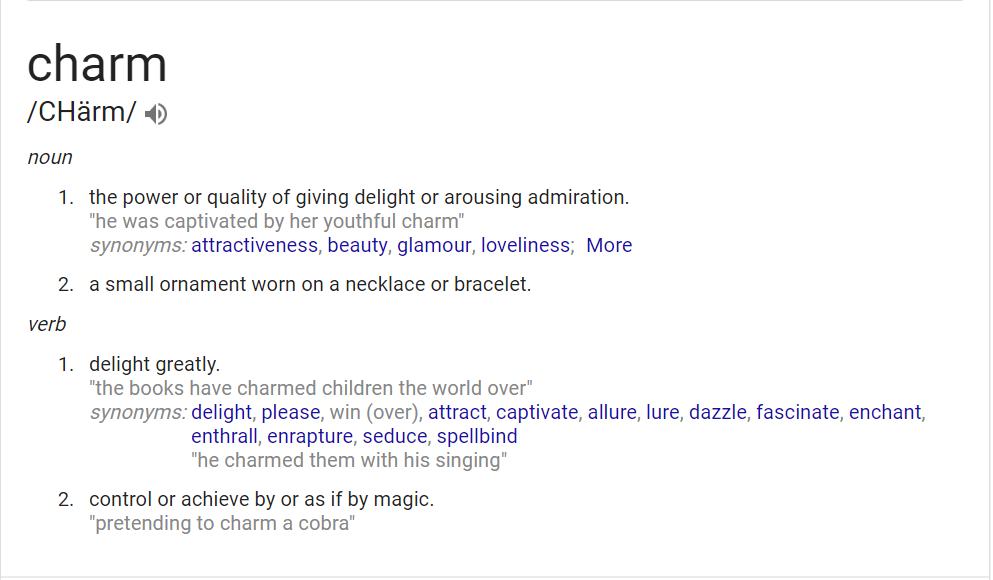 charm
/CHärm/
noun
1. the power or quality of giving delight or arousing admiration.
"he was captivated by her youthful charm"
synonyms: attractiveness, beauty, glamour, loveliness; More
2. a small ornament worn on a necklace or bracelet.
verb
1. delight greatly.
"the books have charmed children the world over"
synonyms: delight, please, win (over), attract, captivate, allure, lure, dazzle, fascinate, enchant,
enthrall, enrapture, seduce, spellbind
"he charmed them with his singing"
2. control or achieve by or as if by magic.
"pretending to charm a cobra"